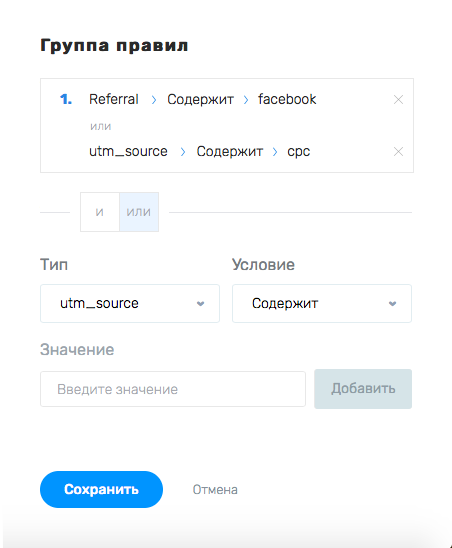 Группа правил
1. Referral > Содержит > facebook
или
utm_source > Содержит > cpc
и или
Тип Условие
utm_source Содержит
Значение
Введите значение Добавить
Сохранить Отмена